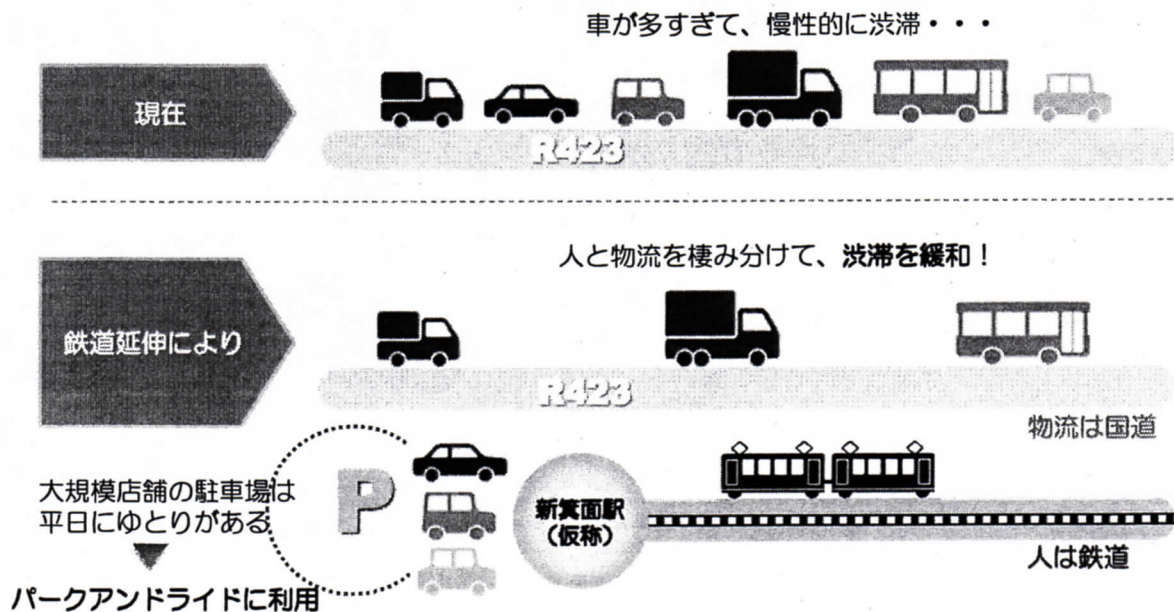 車が多すぎて、慢性的に渋滞・・・
現在
R423
人と物流を棲み分けて、渋滞を緩和！
鉄道延伸により
R423
物流は国道
大規模店舗の駐車場は
平日にゆとりがある
P
新箕面駅
（仮称）
人は鉄道
パークアンドライドに利用